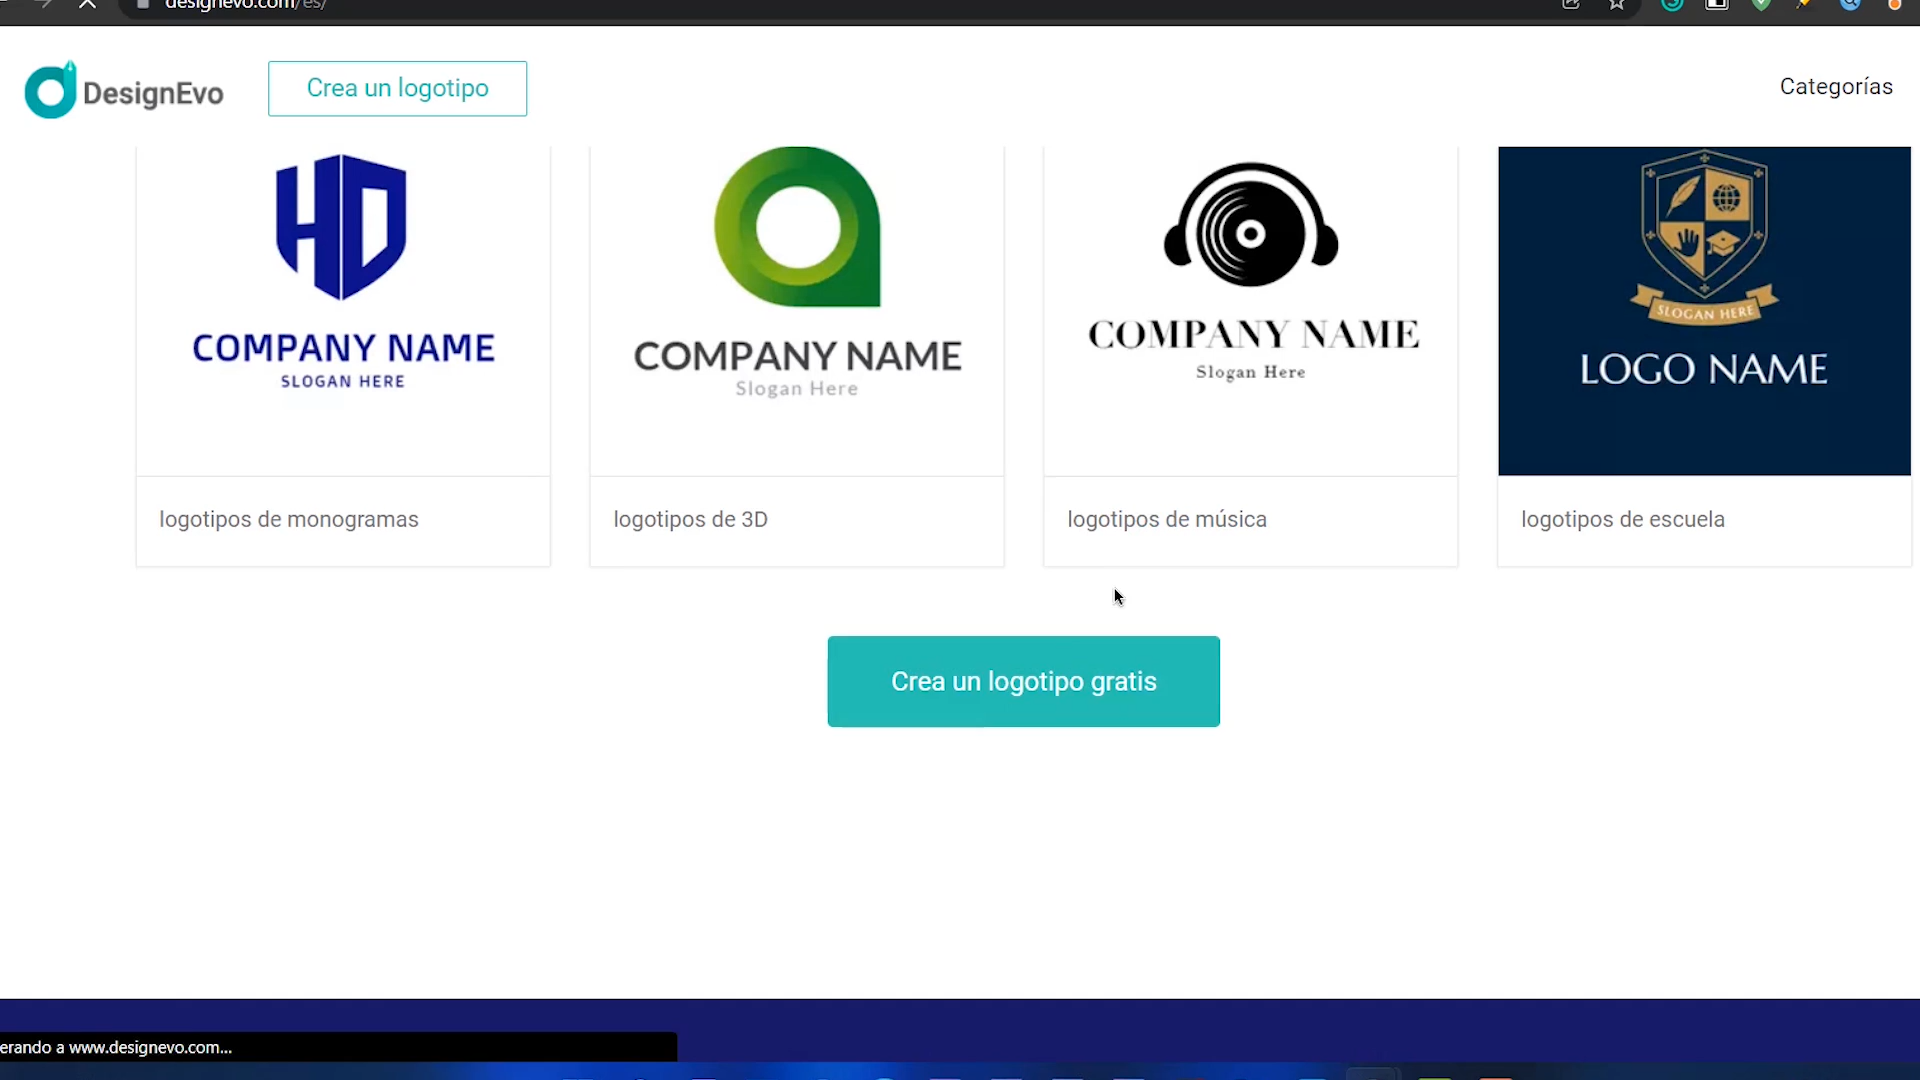 designevo.com/es/
DesignEvo
Crea un logotipo
Categorías
HD
COMPANY NAME
SLOGAN HERE
COMPANY NAME
Slogan Here
COMPANY NAME
Slogan Here
SLOGAN HERE
LOGO NAME
logotipos de monogramas
logotipos de 3D
logotipos de música
logotipos de escuela
Crea un logotipo gratis
erando a www.designevo.com...